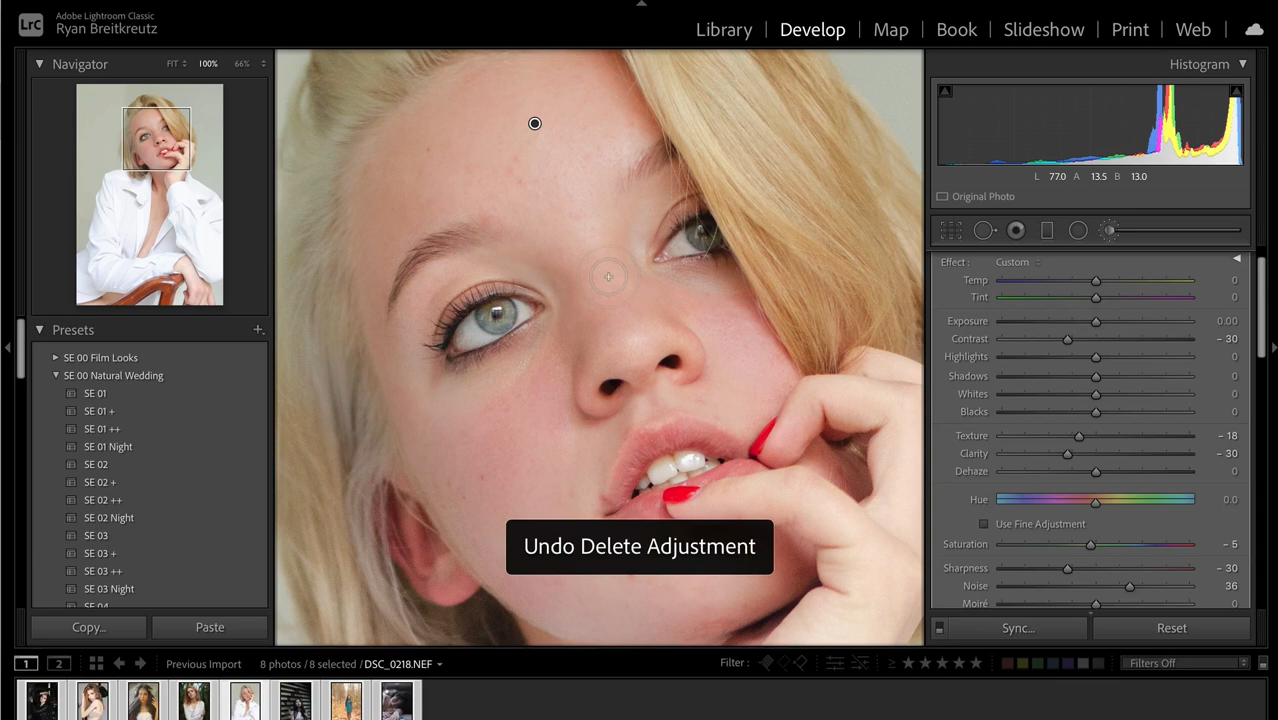 LrC
Adobe Lightroom Classic
Ryan Breitkreutz
Library | Develop | Map | Book | Slideshow | Print | Web |
Navigator FIT 100% 66%
Histogram
L 77.0 A 13.5 B 13.0
Original Photo
Effect : Custom
Temp 0
Tint 0
Exposure 0.00
Contrast – 30
Highlights 0
Shadows 0
Whites 0
Blacks 0
Texture – 18
Clarity – 30
Dehaze 0
Hue 0.0
Use Fine Adjustment
Saturation – 5
Sharpness – 30
Noise 36
Moiré 0
Presets +
SE 00 Film Looks
SE 00 Natural Wedding
SE 01
SE 01 +
SE 01 ++
SE 01 Night
SE 02
SE 02 +
SE 02 ++
SE 02 Night
SE 03
SE 03 +
SE 03 ++
SE 03 Night
SE 04
Undo Delete Adjustment
Copy... Paste
Sync... Reset
1 2 Previous Import 8 photos / 8 selected / DSC_0218.NEF
Filter : ≥ ★★★★★ Filters Off